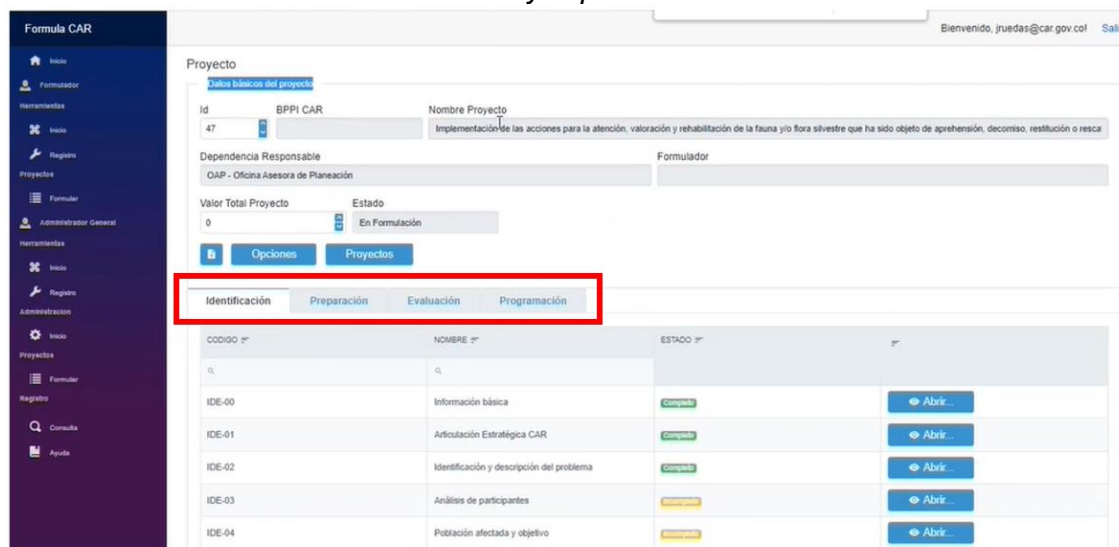 Formula CAR
Bienvenido, jruedas@car.gov.co!
Inicio
Formulador
Herramientas
Inicio
Registro
Proyectos
Formular
Administrador General
Herramientas
Inicio
Registro
Administracion
Inicio
Proyectos
Formular
Registro
Consulta
Ayuda
Proyecto
Datos básicos del proyecto
Id BPPI CAR Nombre Proyecto
47 Implementación de las acciones para la atención, valoración y rehabilitación de la fauna y/o flora silvestre que ha sido objeto de aprehensión, decomiso, restitución o resca
Dependencia Responsable Formulador
OAP - Oficina Asesora de Planeación
Valor Total Proyecto Estado
0 En Formulación
Opciones Proyectos
Identificación Preparación Evaluación Programación
CODIGO NOMBRE ESTADO
IDE-00 Información básica Completo Abrir...
IDE-01 Articulación Estratégica CAR Completo Abrir...
IDE-02 Identificación y descripción del problema Completo Abrir...
IDE-03 Análisis de participantes Incompleto Abrir...
IDE-04 Población afectada y objetivo Incompleto Abrir...